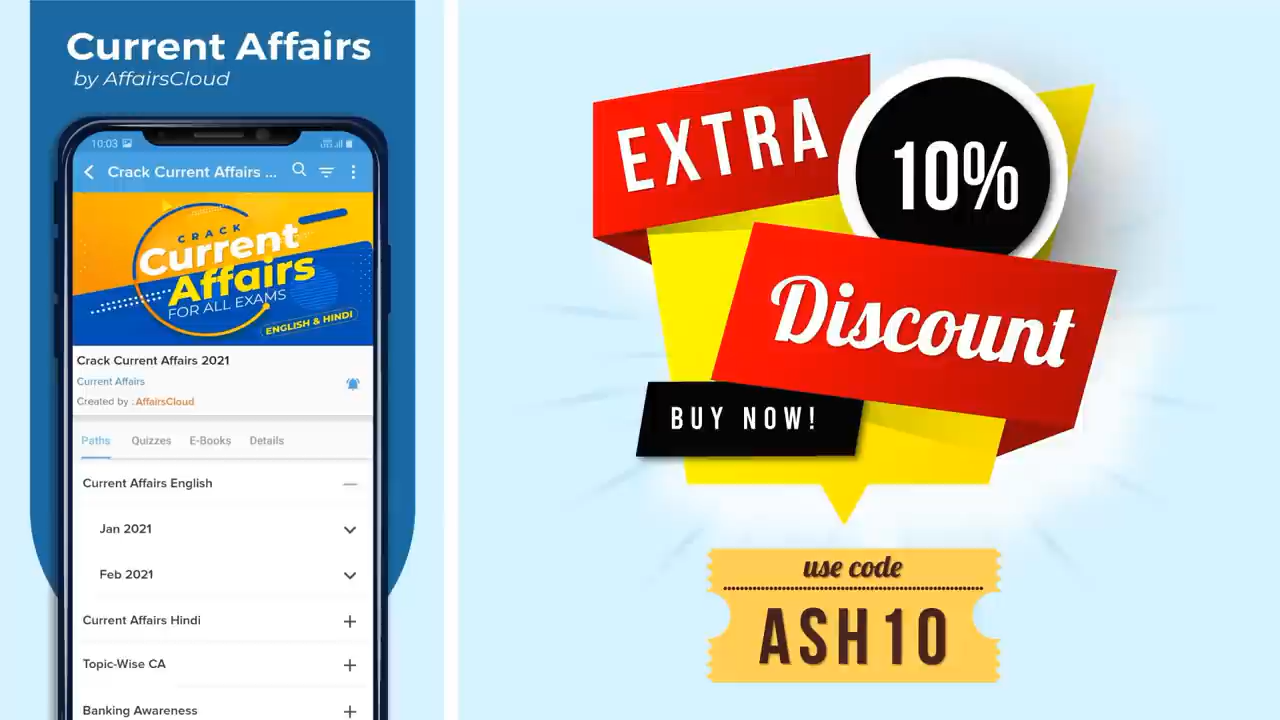 Current Affairs
by AffairsCloud
10:03
Crack Current Affairs ...
CRACK
Current
Affairs
FOR ALL EXAMS
ENGLISH & HINDI
Crack Current Affairs 2021
Current Affairs
Created by : AffairsCloud
Paths Quizzes E-Books Details
Current Affairs English
Jan 2021
Feb 2021
Current Affairs Hindi
Topic-Wise CA
Banking Awareness
EXTRA
10%
Discount
BUY NOW!
use code
ASH10